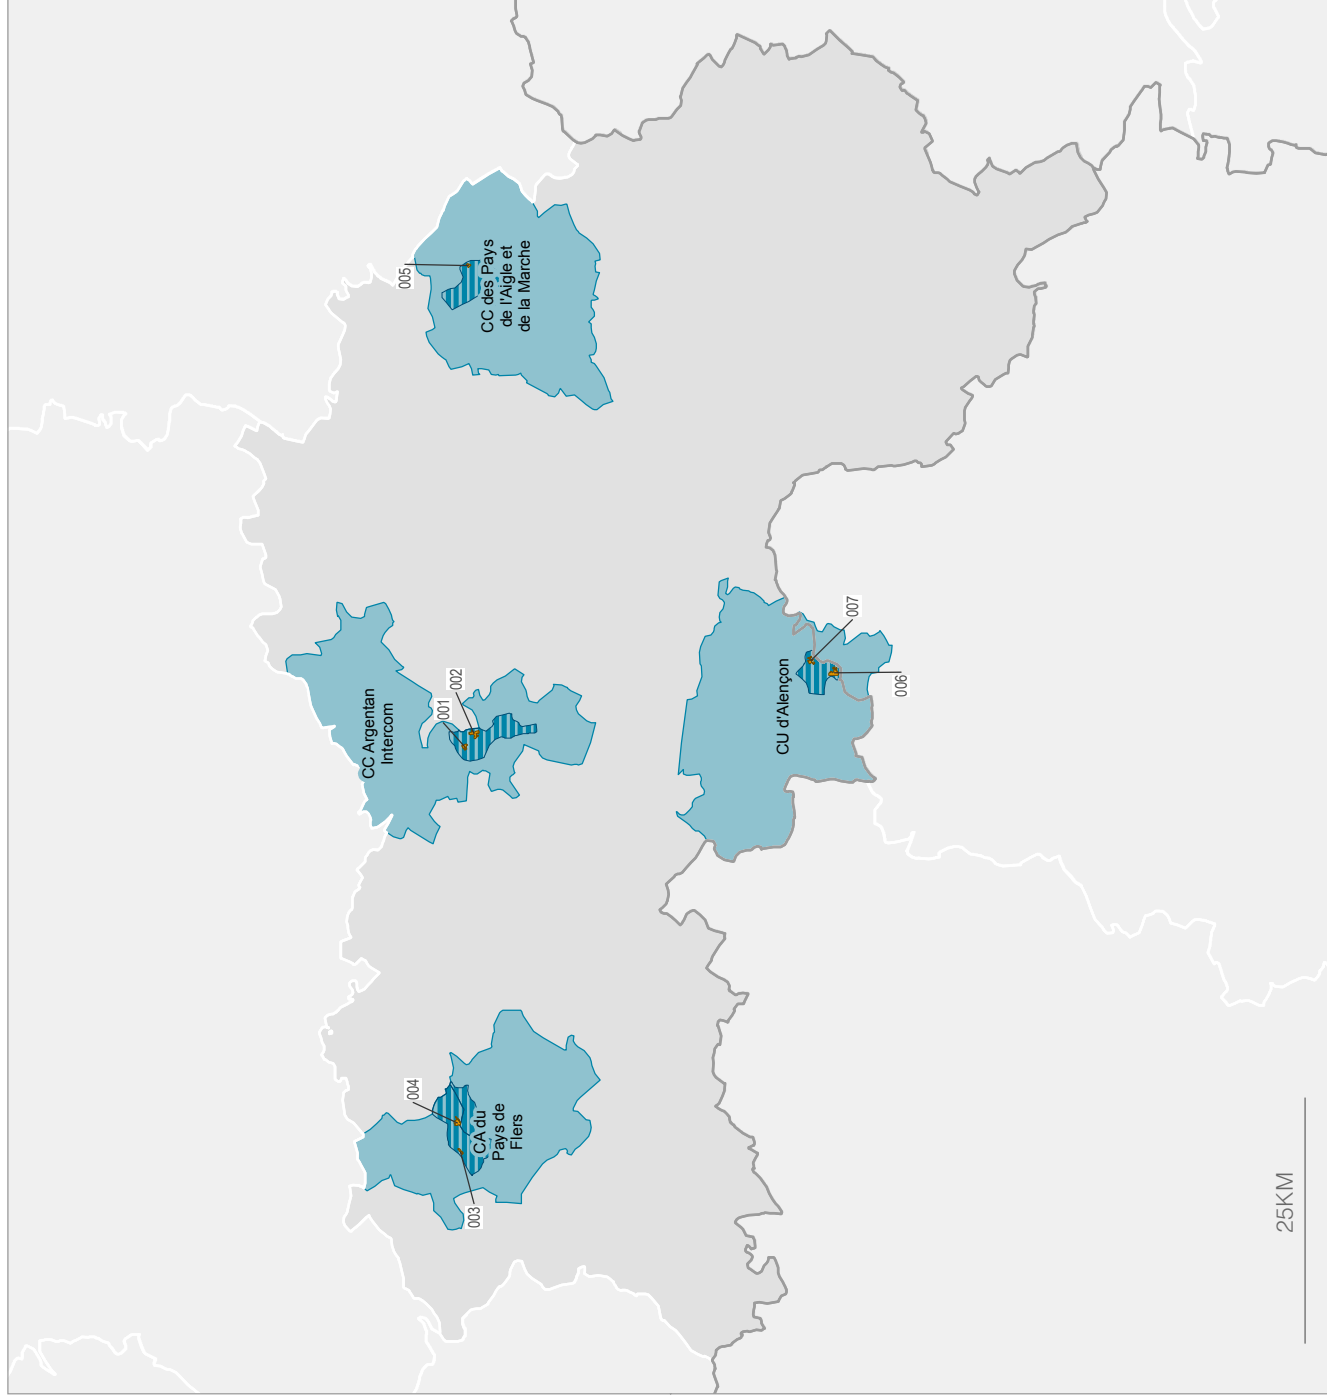 005
CC des Pays
de l'Aigle et
de la Marche
CC Argentan
Intercom
001
002
004
CA du
Pays de
Flers
003
CU d'Alençon
007
006
25KM